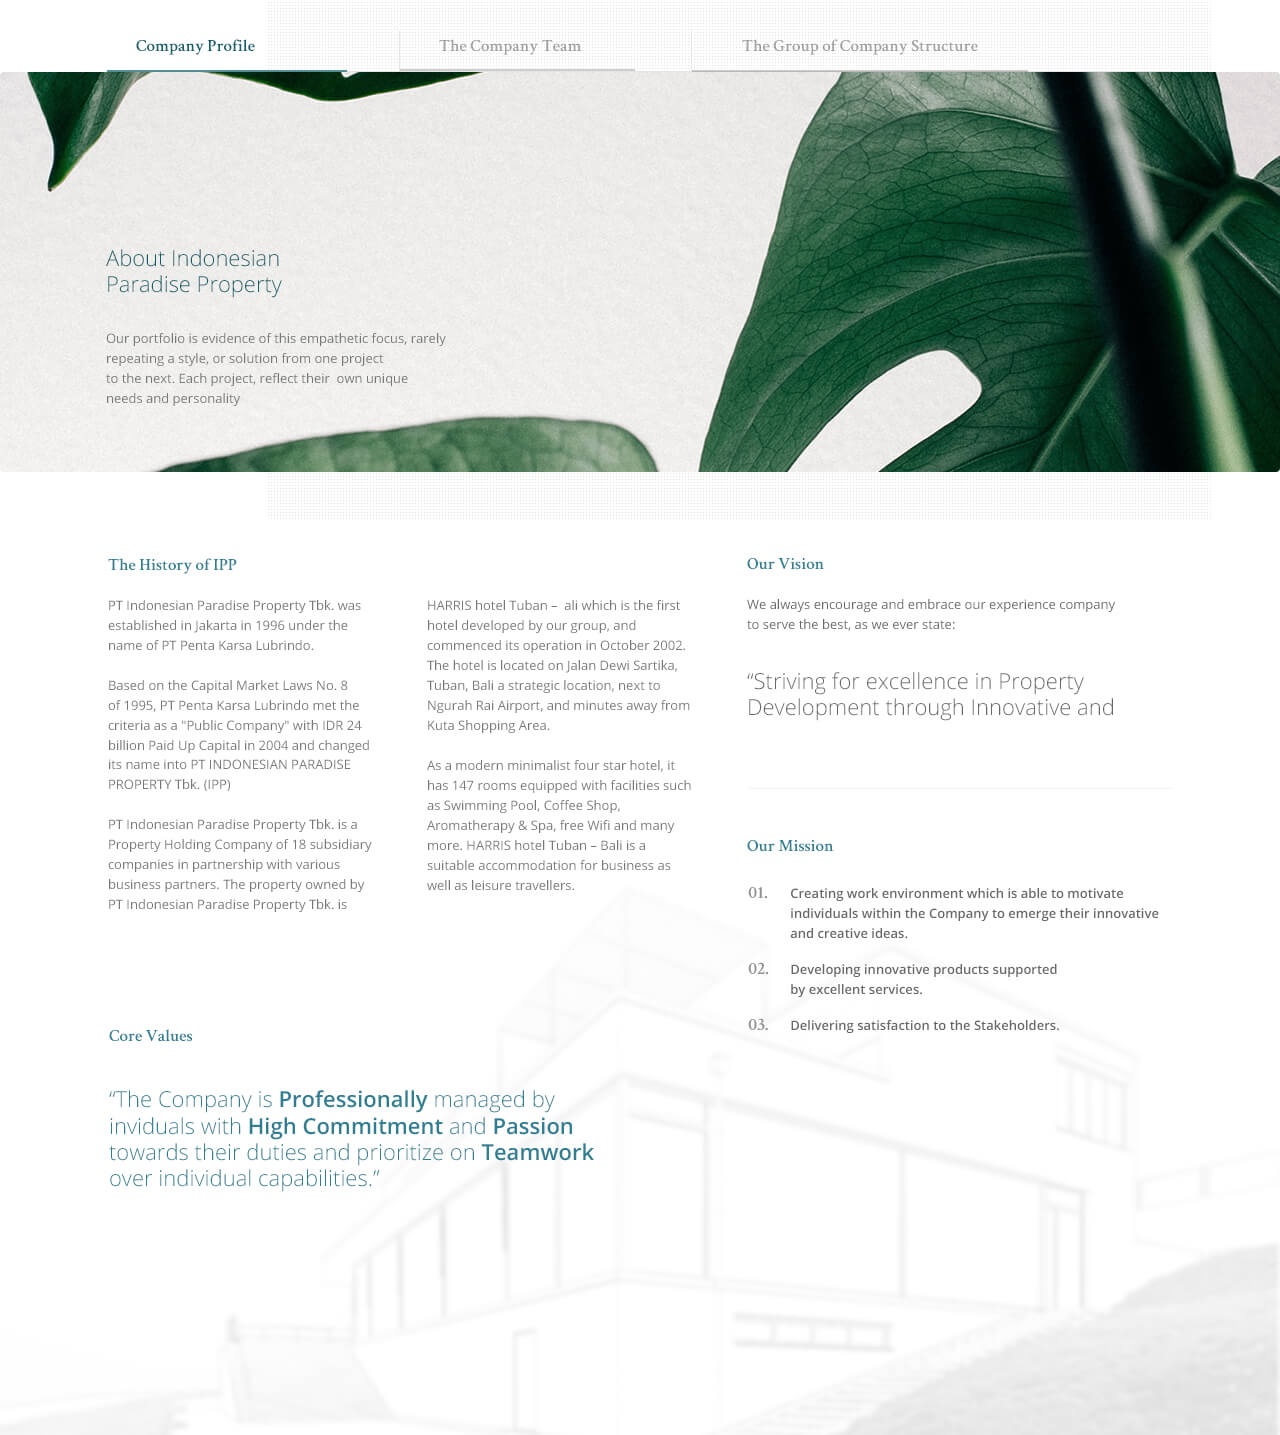 Company Profile
The Company Team
The Group of Company Structure
About Indonesian
Paradise Property
Our portfolio is evidence of this empathetic focus, rarely
repeating a style, or solution from one project
to the next. Each project, reflect their  own unique
needs and personality
The History of IPP
PT Indonesian Paradise Property Tbk. was
established in Jakarta in 1996 under the
name of PT Penta Karsa Lubrindo.
Based on the Capital Market Laws No. 8
of 1995, PT Penta Karsa Lubrindo met the
criteria as a "Public Company" with IDR 24
billion Paid Up Capital in 2004 and changed
its name into PT INDONESIAN PARADISE
PROPERTY Tbk. (IPP)
PT Indonesian Paradise Property Tbk. is a
Property Holding Company of 18 subsidiary
companies in partnership with various
business partners. The property owned by
PT Indonesian Paradise Property Tbk. is
HARRIS hotel Tuban –  ali which is the first
hotel developed by our group, and
commenced its operation in October 2002.
The hotel is located on Jalan Dewi Sartika,
Tuban, Bali a strategic location, next to
Ngurah Rai Airport, and minutes away from
Kuta Shopping Area.
As a modern minimalist four star hotel, it
has 147 rooms equipped with facilities such
as Swimming Pool, Coffee Shop,
Aromatherapy & Spa, free Wifi and many
more. HARRIS hotel Tuban – Bali is a
suitable accommodation for business as
well as leisure travellers.
Our Vision
We always encourage and embrace our experience company
to serve the best, as we ever state:
“Striving for excellence in Property
Development through Innovative and
Our Mission
01. Creating work environment which is able to motivate
individuals within the Company to emerge their innovative
and creative ideas.
02. Developing innovative products supported
by excellent services.
03. Delivering satisfaction to the Stakeholders.
Core Values
“The Company is Professionally managed by
inviduals with High Commitment and Passion
towards their duties and prioritize on Teamwork
over individual capabilities.”